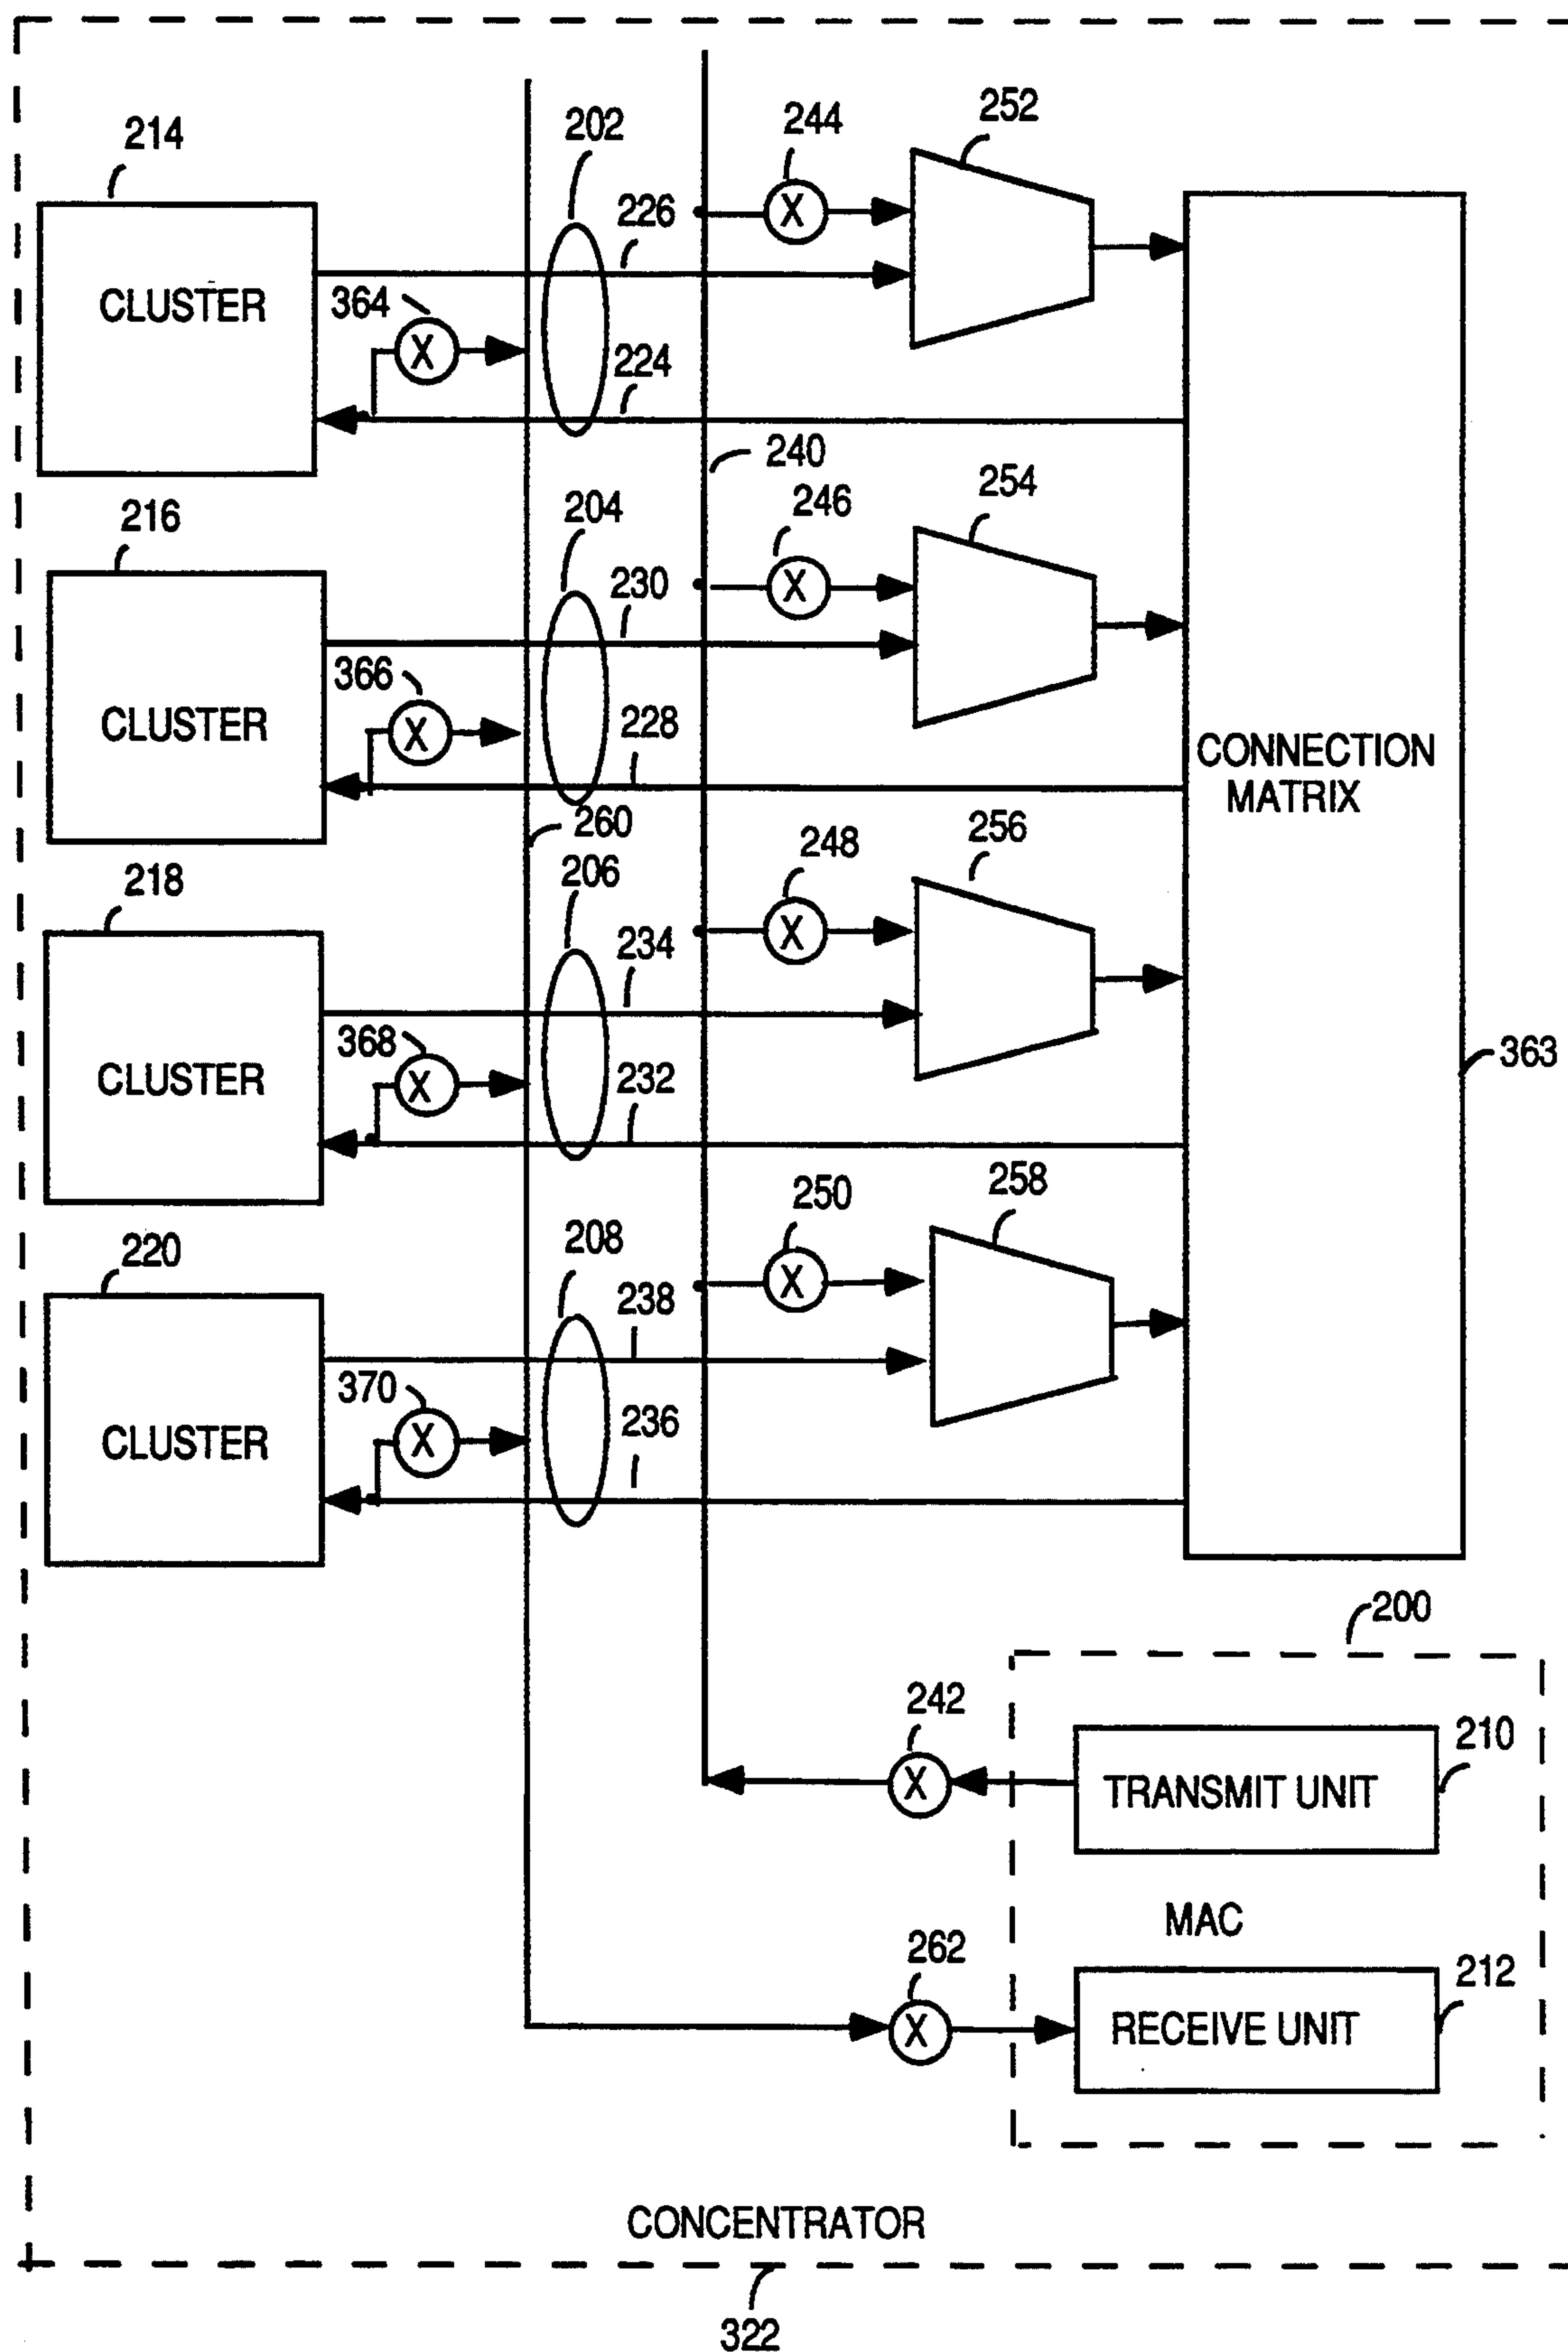 252
244
202
214
226
CLUSTER
364
224
240
254
246
204
216
230
366
228
CLUSTER
CONNECTION
MATRIX
260
256
248
206
218
234
368
363
CLUSTER
232
258
250
208
220
238
370
236
CLUSTER
200
242
210
TRANSMIT UNIT
MAC
262
212
RECEIVE UNIT
CONCENTRATOR
322
X
X
X
X
X
X
X
X
X
X